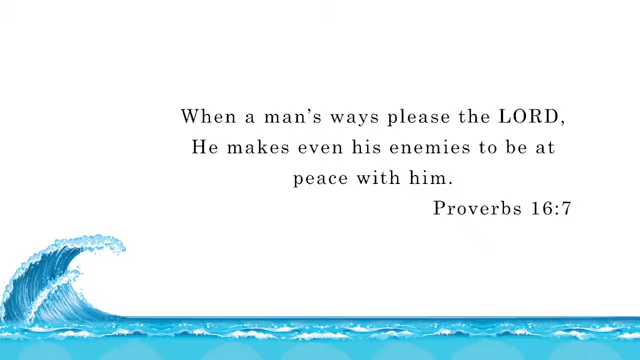 When a man’s ways please the LORD,
He makes even his enemies to be at
peace with him.
Proverbs 16:7